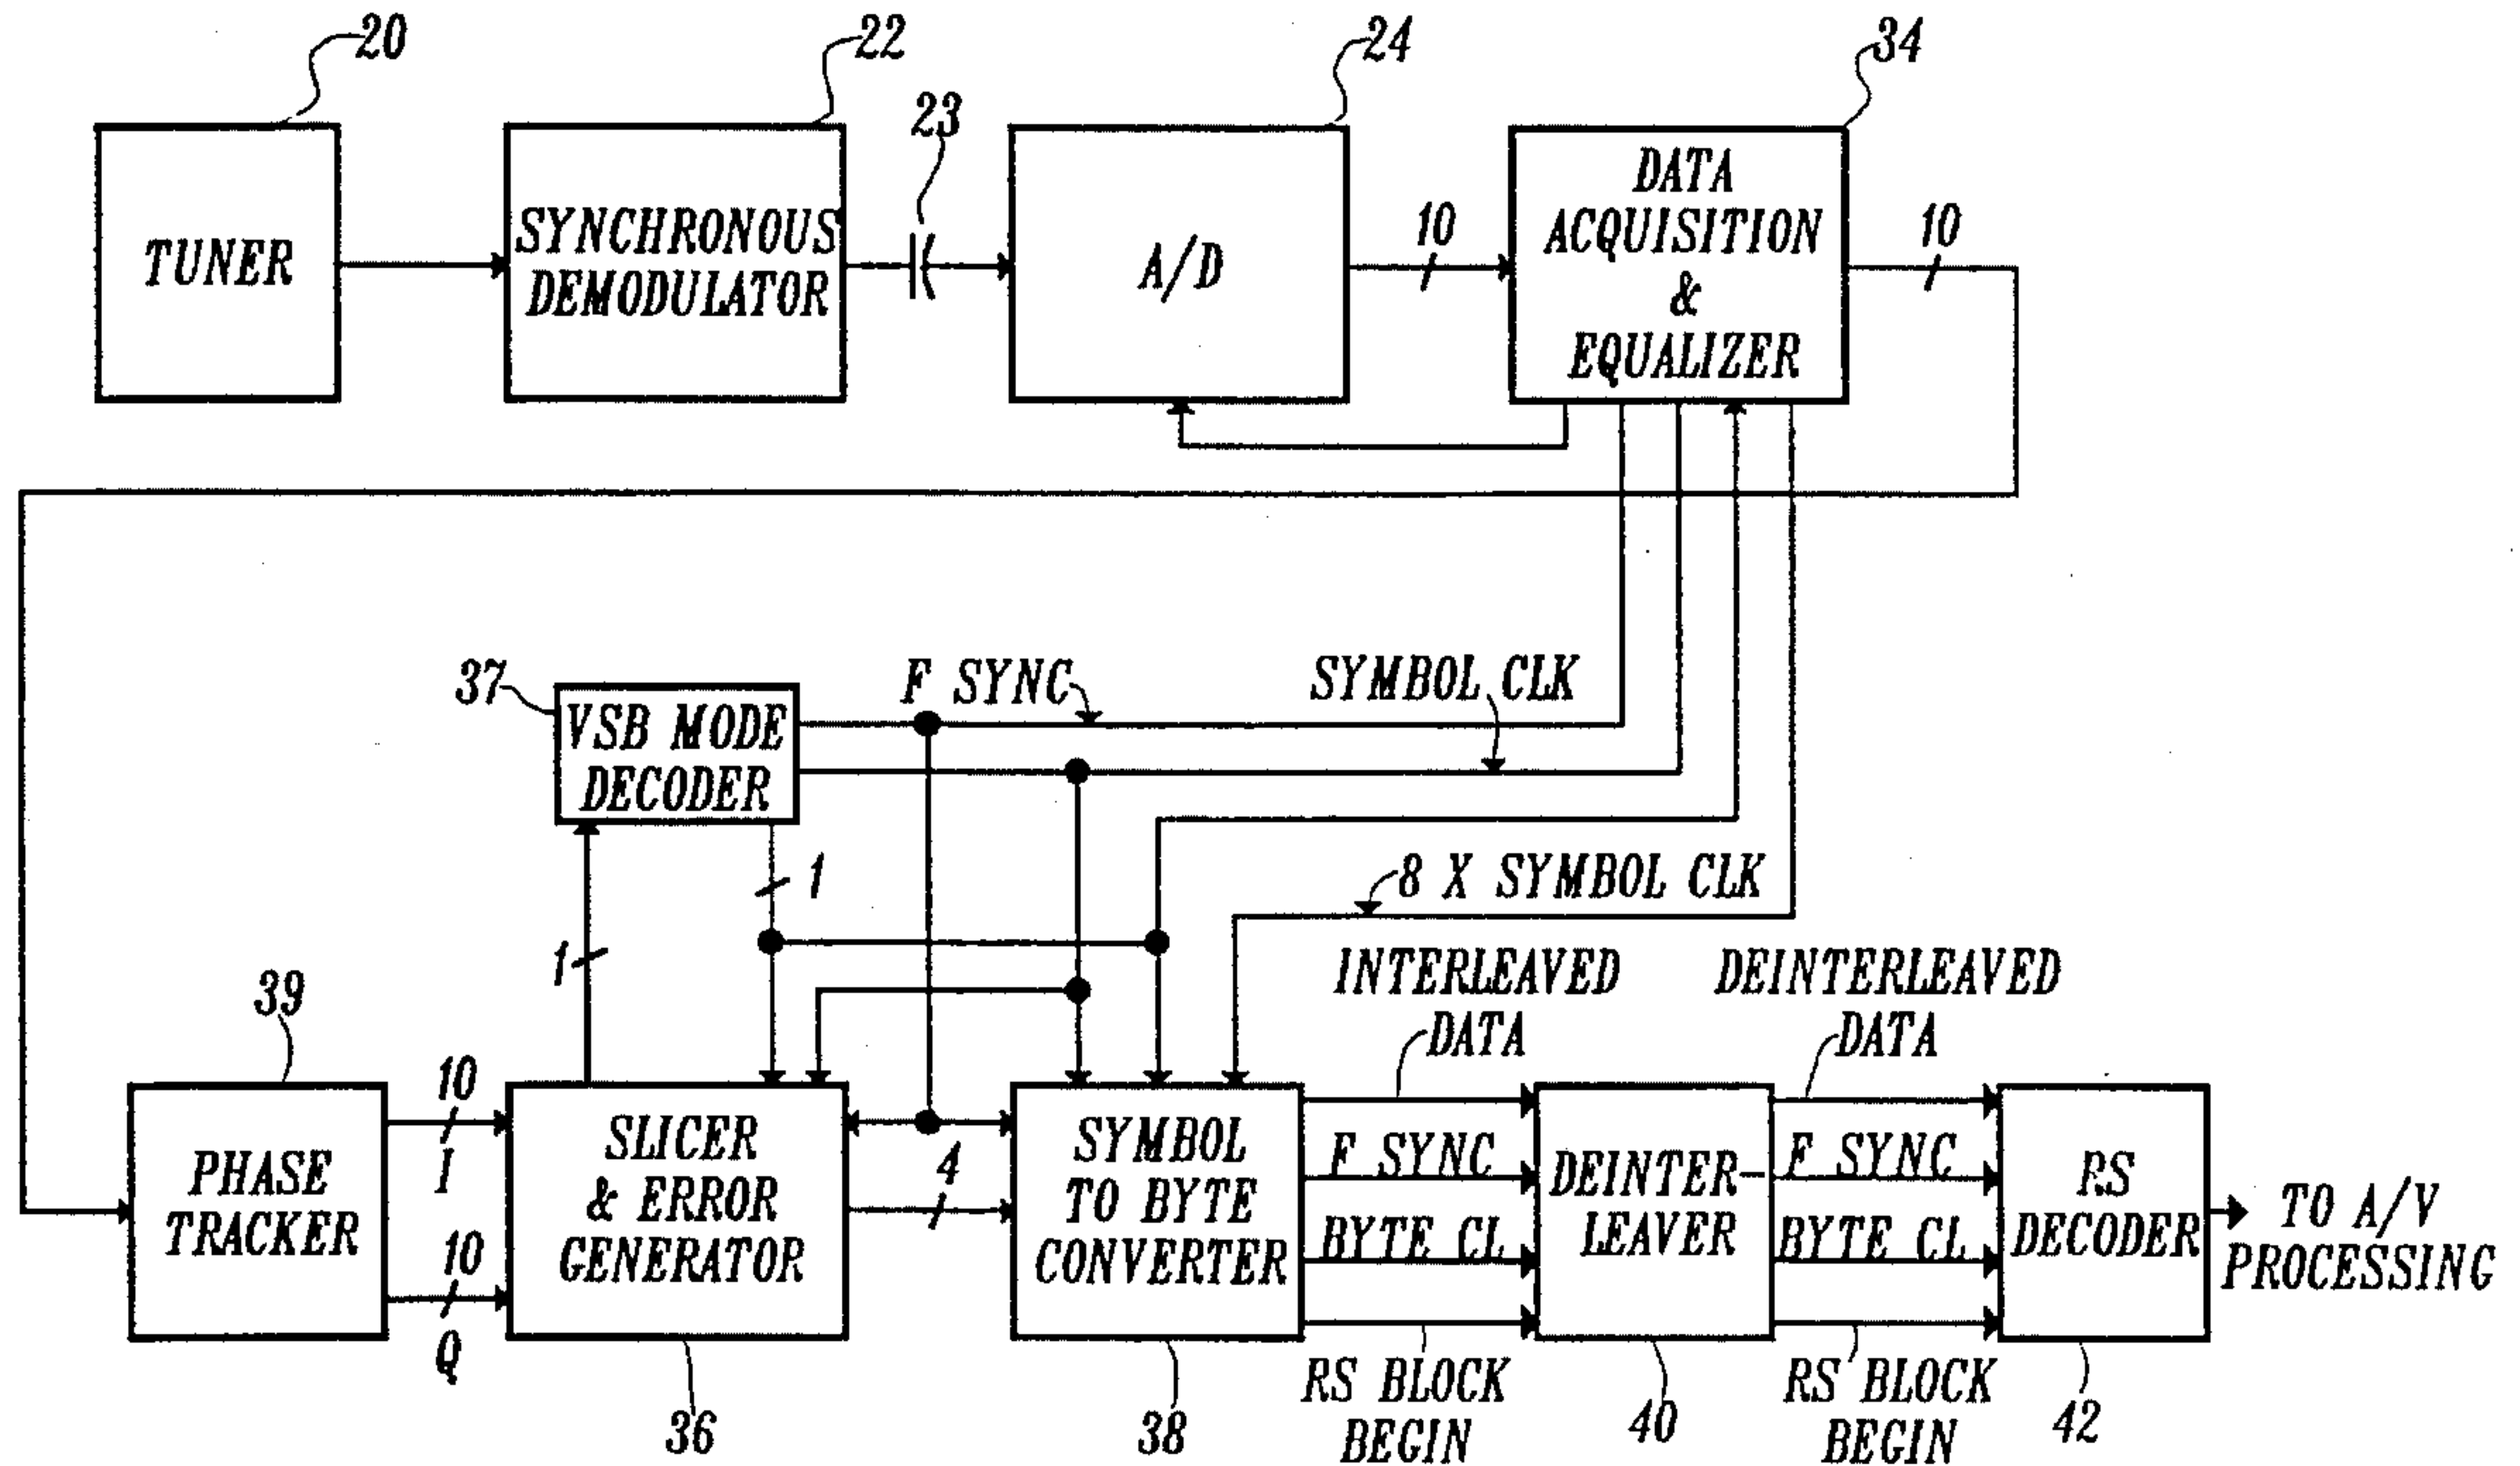 20
22
23
24
34
TUNER
SYNCHRONOUS
DEMODULATOR
A/D
10
DATA
ACQUISITION
&
EQUALIZER
10
37
VSB MODE
DECODER
F SYNC
SYMBOL CLK
1
8 X SYMBOL CLK
1
INTERLEAVED
DATA
DEINTERLEAVED
DATA
39
PHASE
TRACKER
10
I
10
Q
SLICER
& ERROR
GENERATOR
36
4
SYMBOL
TO BYTE
CONVERTER
38
F SYNC
BYTE CL
RS BLOCK
BEGIN
DEINTER-
LEAVER
40
F SYNC
BYTE CL
RS BLOCK
BEGIN
RS
DECODER
42
TO A/V
PROCESSING